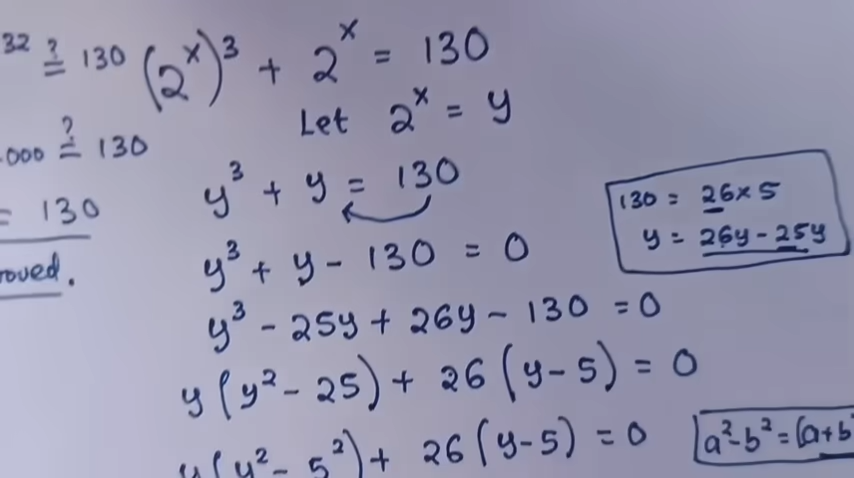 32 ≟ 130
.000 ≟ 130
= 130
roved.
(2^x)^3 + 2^x = 130
Let 2^x = y
y^3 + y = 130
y^3 + y - 130 = 0
y^3 - 25y + 26y - 130 = 0
y(y^2 - 25) + 26(y - 5) = 0
y(y^2 - 5^2) + 26(y - 5) = 0
130 = 26 x 5
y = 26y - 25y
a^2 - b^2 = (a + b